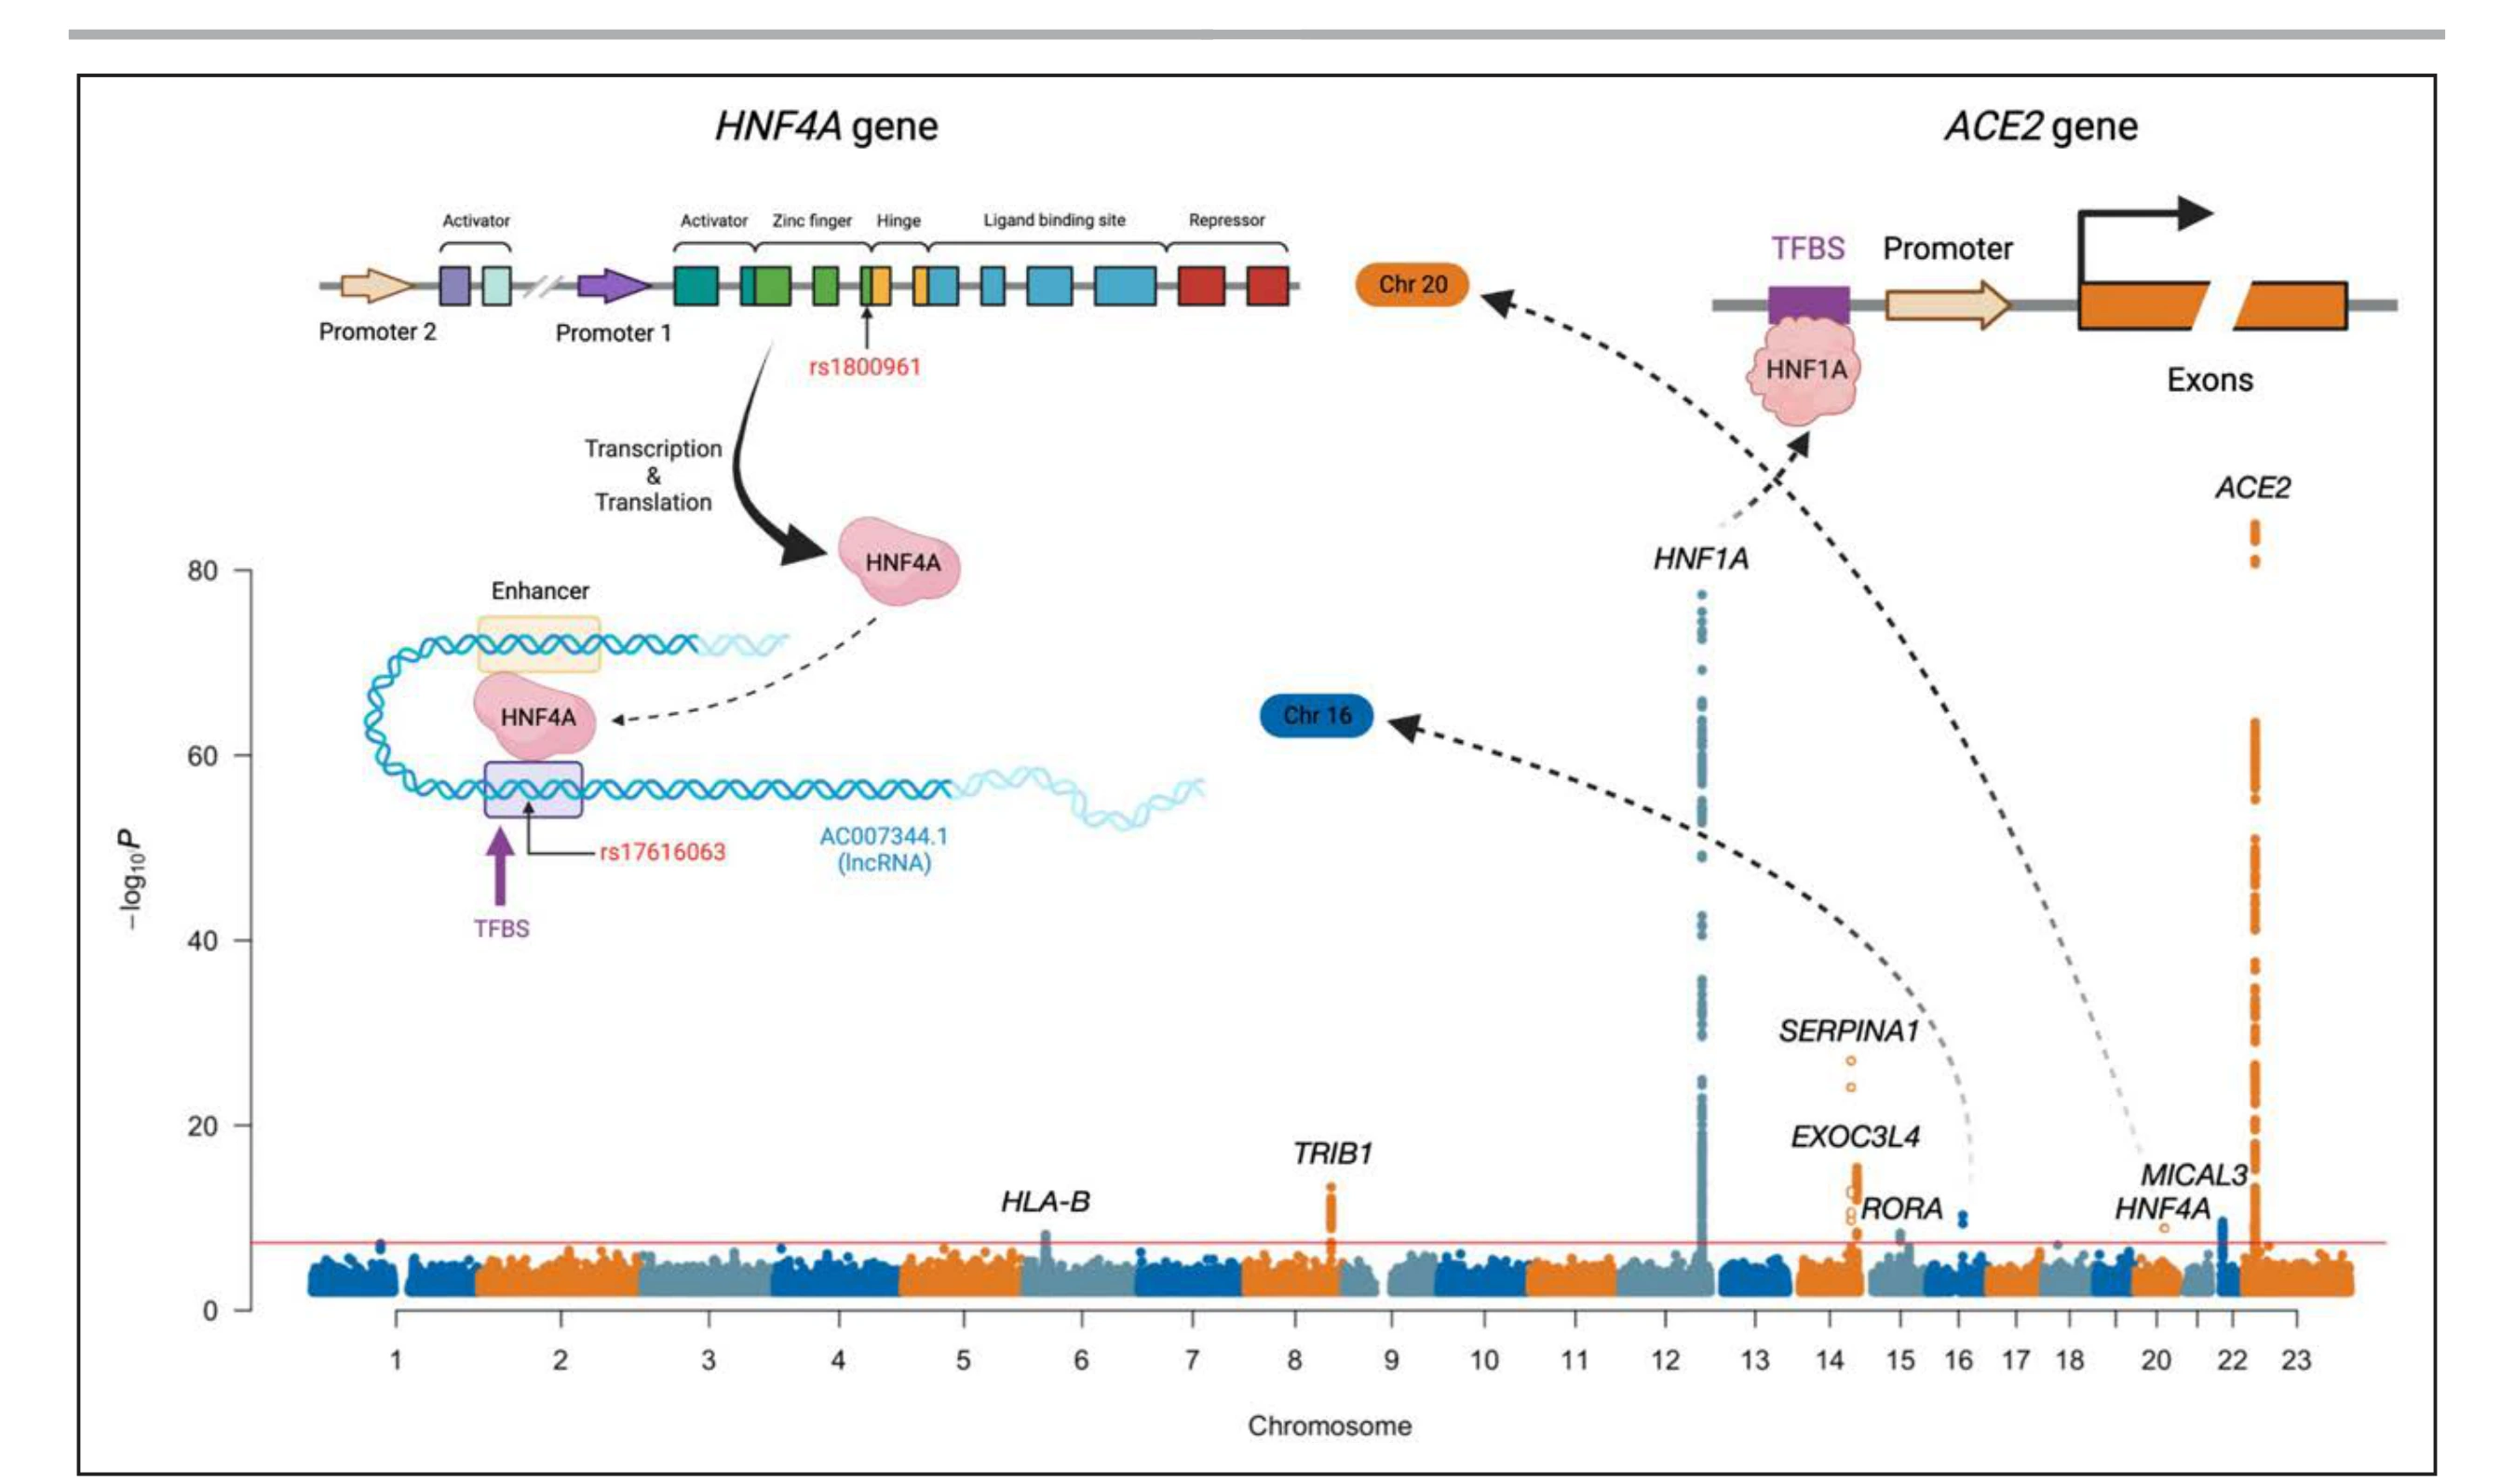 HNF4A gene
ACE2 gene
Activator
Activator
Zinc finger
Hinge
Ligand binding site
Repressor
Promoter 2
Promoter 1
rs1800961
Chr 20
TFBS
Promoter
HNF1A
Exons
Transcription
&
Translation
HNF4A
Enhancer
HNF4A
rs17616063
TFBS
AC007344.1
(lncRNA)
Chr 16
ACE2
HNF1A
SERPINA1
EXOC3L4
TRIB1
HLA-B
RORA
MICAL3
HNF4A
−log10P
80
60
40
20
0
1 2 3 4 5 6 7 8 9 10 11 12 13 14 15 16 17 18 20 22 23
Chromosome